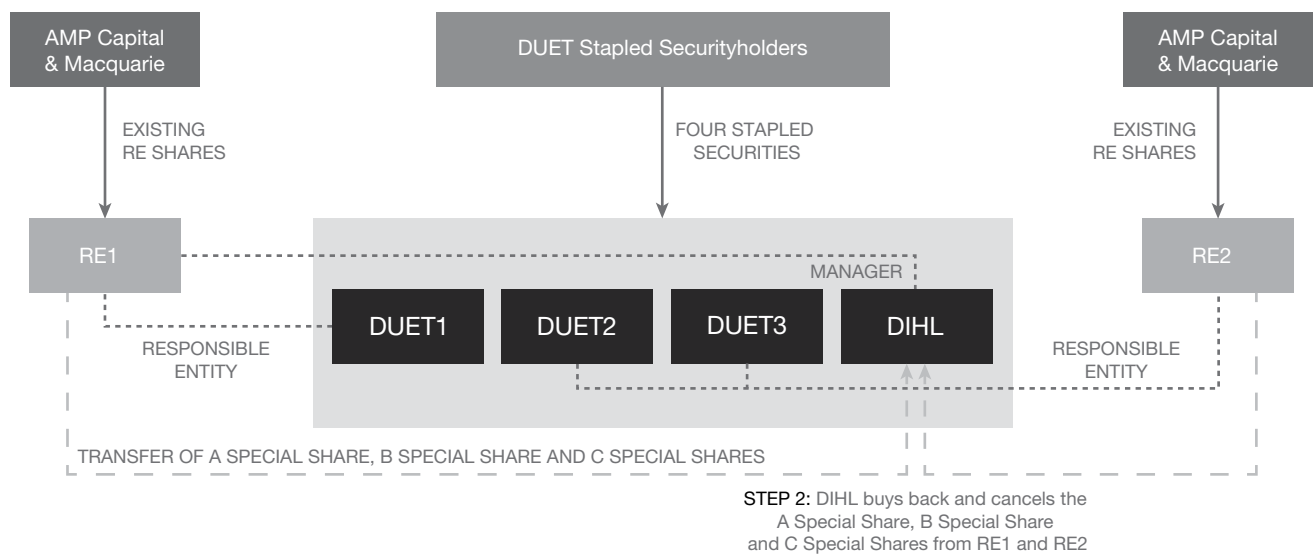 AMP Capital
& Macquarie
DUET Stapled Securityholders
AMP Capital
& Macquarie
EXISTING
RE SHARES
FOUR STAPLED
SECURITIES
EXISTING
RE SHARES
RE1
RE2
MANAGER
DUET1
DUET2
DUET3
DIHL
RESPONSIBLE
ENTITY
RESPONSIBLE
ENTITY
TRANSFER OF A SPECIAL SHARE, B SPECIAL SHARE AND C SPECIAL SHARES
STEP 2: DIHL buys back and cancels the
A Special Share, B Special Share
and C Special Shares from RE1 and RE2